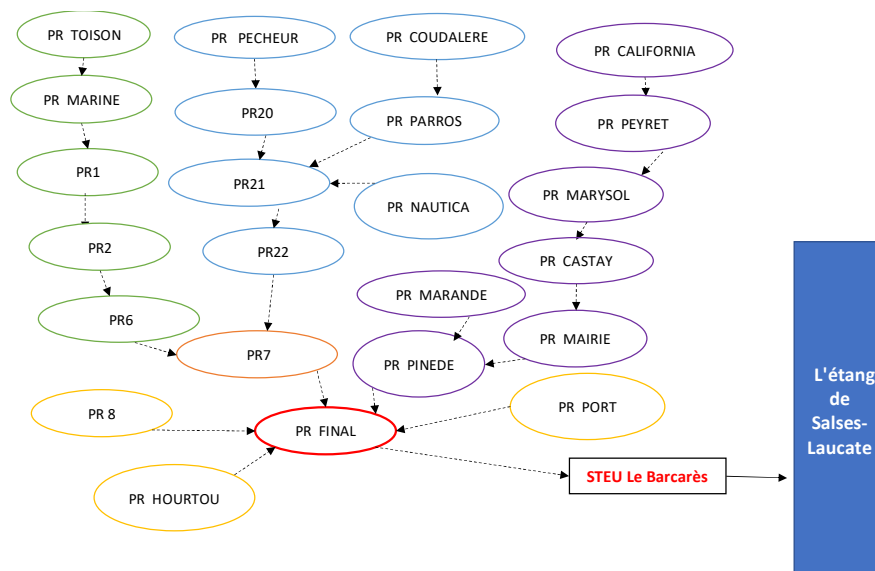 PR TOISON
PR PECHEUR
PR COUDALERE
PR CALIFORNIA
PR MARINE
PR20
PR PARROS
PR PEYRET
PR1
PR21
PR NAUTICA
PR MARYSOL
PR2
PR22
PR CASTAY
PR MARANDE
PR6
PR7
PR PINEDE
PR MAIRIE
PR 8
PR FINAL
PR PORT
PR HOURTOU
STEU Le Barcarès
L'étang
de
Salses-
Laucate